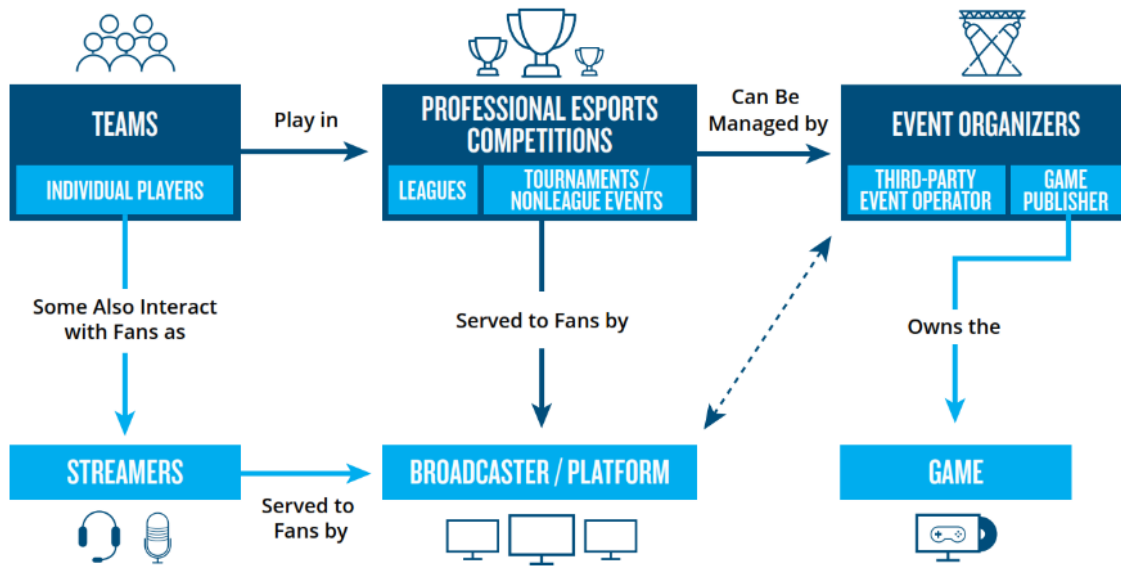 TEAMS
INDIVIDUAL PLAYERS
Play in
PROFESSIONAL ESPORTS
COMPETITIONS
LEAGUES
TOURNAMENTS /
NONLEAGUE EVENTS
Can Be
Managed by
EVENT ORGANIZERS
THIRD-PARTY
EVENT OPERATOR
GAME
PUBLISHER
Some Also Interact
with Fans as
Served to Fans by
Owns the
STREAMERS
Served to
Fans by
BROADCASTER / PLATFORM
GAME